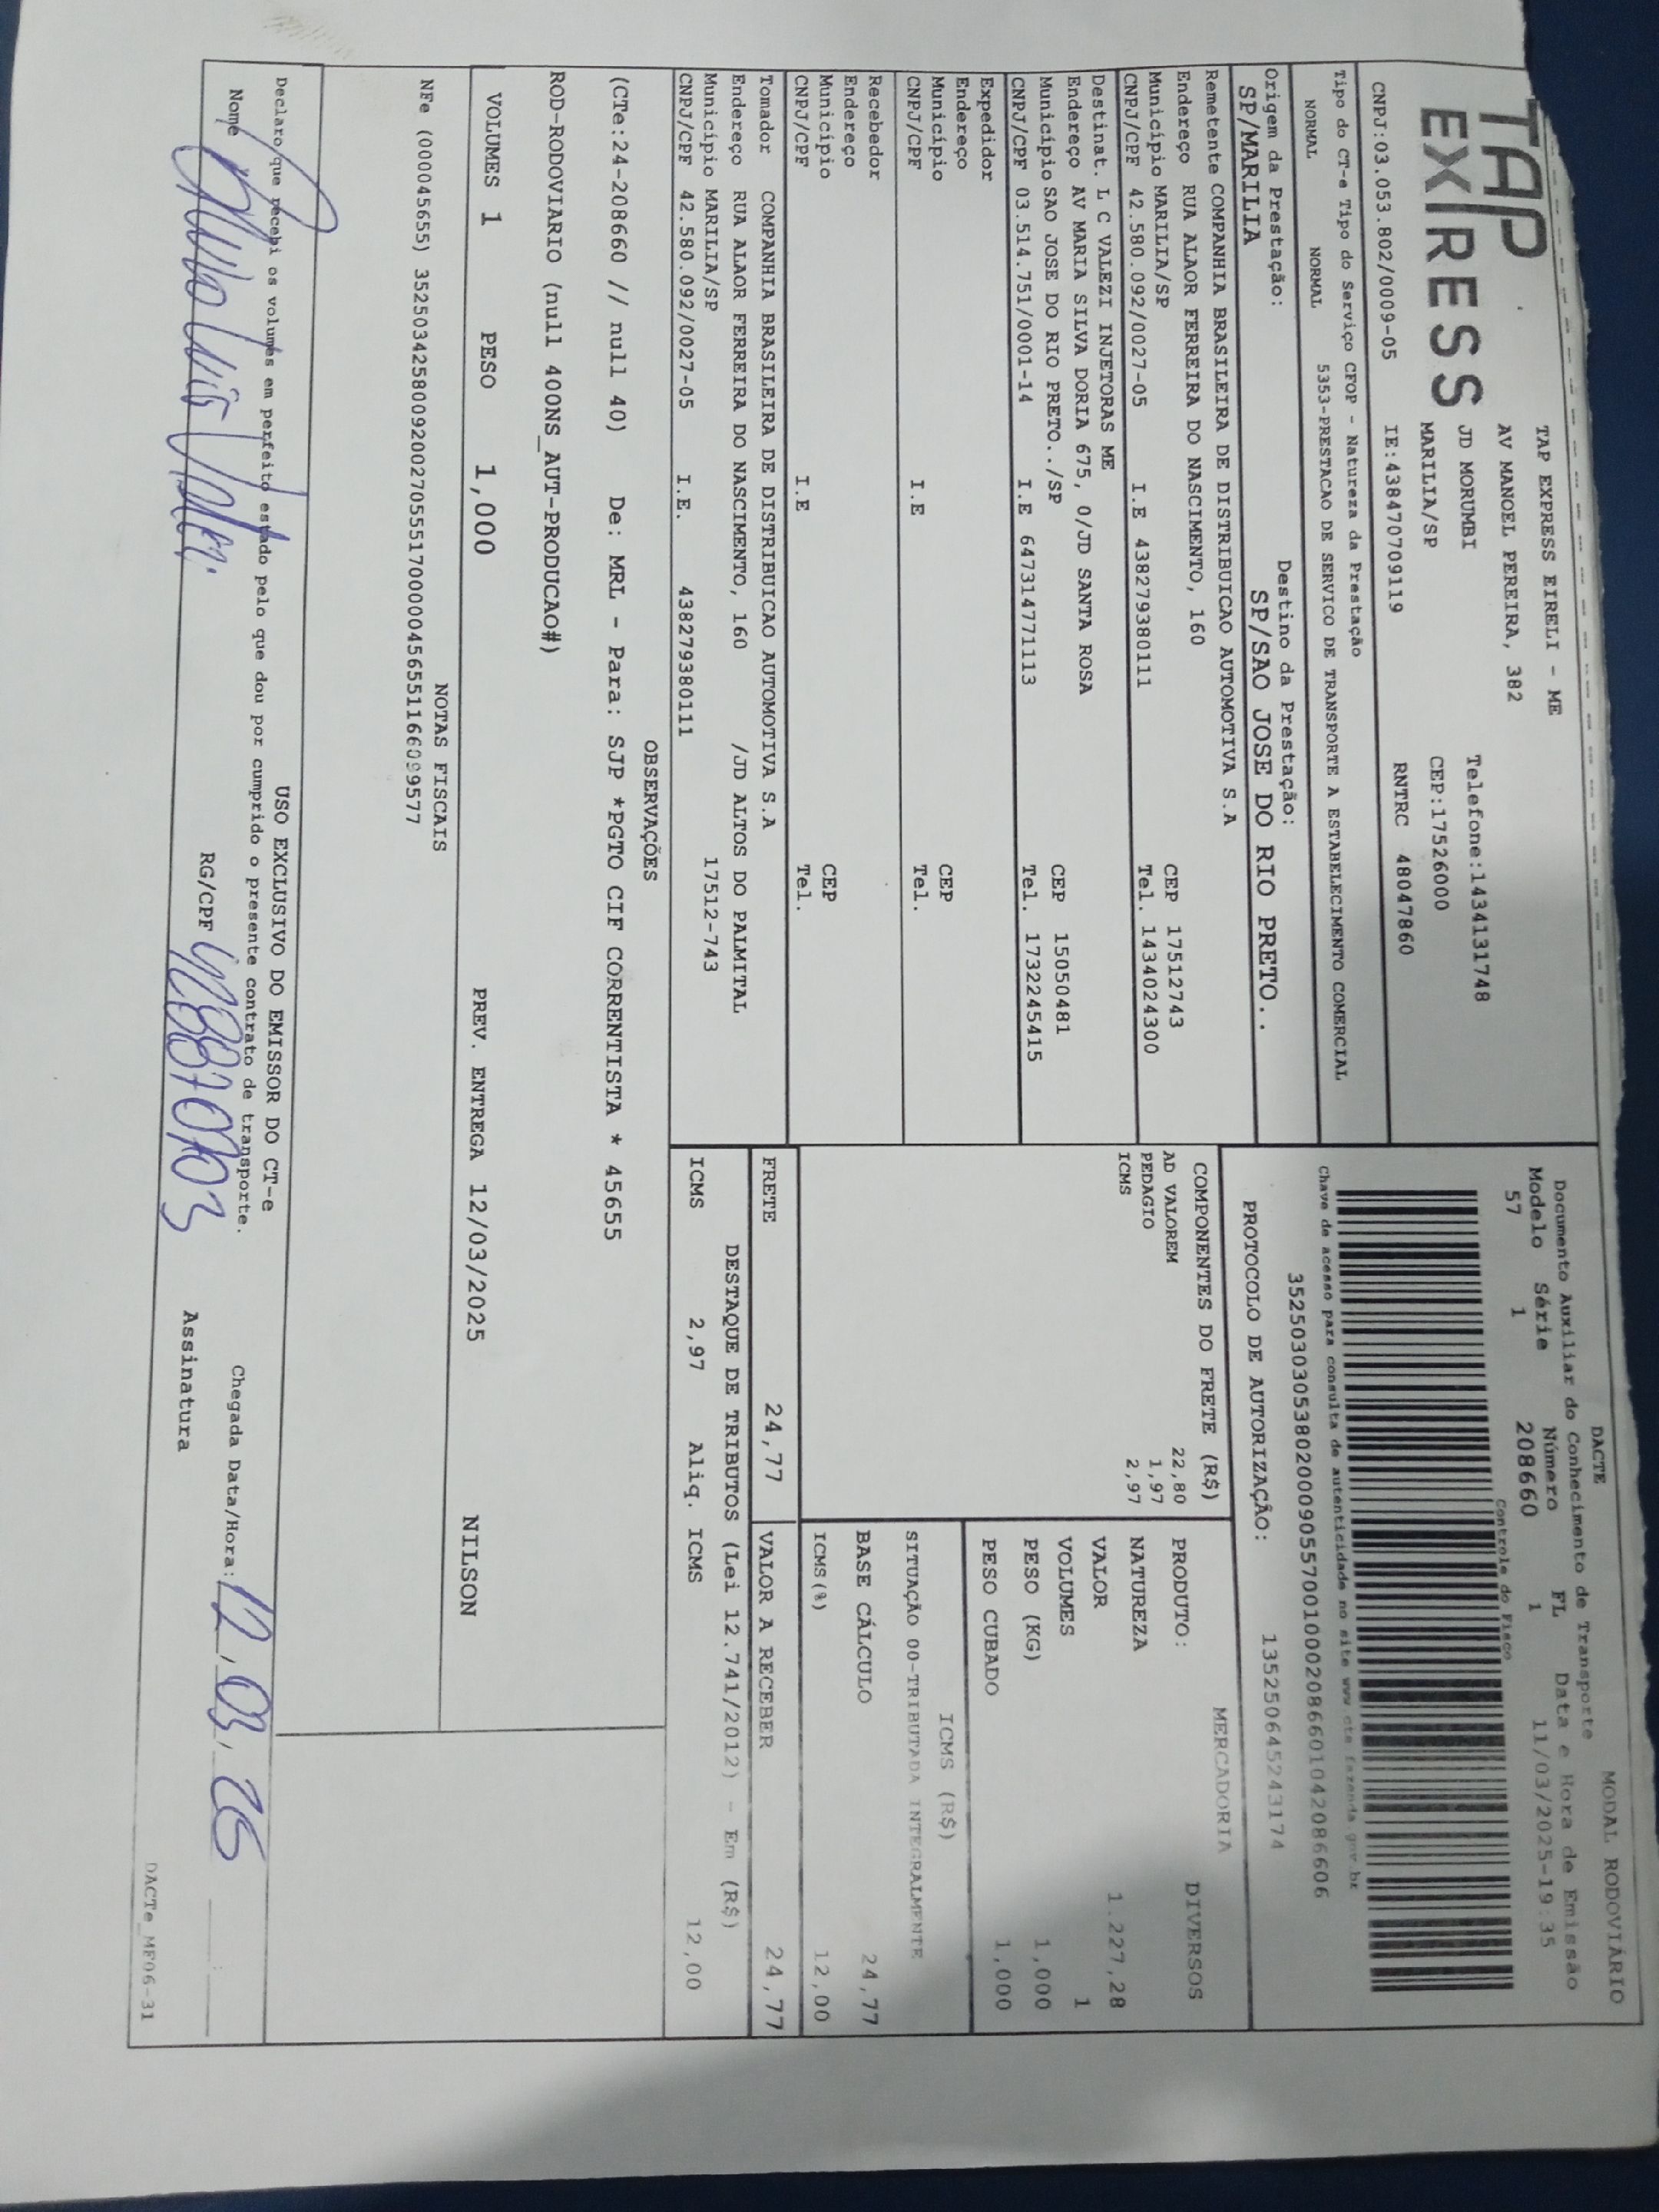 TAP EXPRESS
TAP EXPRESS EIRELI - ME
AV MANOEL PEREIRA, 382
JD MORUMBI Telefone:1434131748
MARILIA/SP CEP:17526000
CNPJ:03.053.802/0009-05 IE:438470709119 RNTRC 48047860
Tipo do CT-e Tipo do Serviço CFOP - Natureza da Prestação
NORMAL NORMAL 5353-PRESTACAO DE SERVICO DE TRANSPORTE A ESTABELECIMENTO COMERCIAL
Origem da Prestação: Destino da Prestação:
SP/MARILIA SP/SAO JOSE DO RIO PRETO..
DACTE MODAL RODOVIÁRIO
Documento Auxiliar do Conhecimento de Transporte
Modelo Série Número FL Data e Hora de Emissão
57 1 208660 1 11/03/2025-19:35
Controle do Fisco
Chave de acesso para consulta de autenticidade no site www.cte.fazenda.gov.br
35250303053802000905570010002086601042086606
PROTOCOLO DE AUTORIZAÇÃO: 135250645243174
Remetente COMPANHIA BRASILEIRA DE DISTRIBUICAO AUTOMOTIVA S.A
Endereço RUA ALAOR FERREIRA DO NASCIMENTO, 160
Município MARILIA/SP CEP 17512743
CNPJ/CPF 42.580.092/0027-05 I.E 438279380111 Tel. 1434024300
Destinat. L C VALEZI INJETORAS ME
Endereço AV MARIA SILVA DORIA 675, 0/JD SANTA ROSA
Município SAO JOSE DO RIO PRETO../SP CEP 15050481
CNPJ/CPF 03.514.751/0001-14 I.E 647314771113 Tel. 1732245415
Expedidor
Endereço
Município CEP
CNPJ/CPF I.E Tel.
Recebedor
Endereço
Município CEP
CNPJ/CPF I.E Tel.
Tomador COMPANHIA BRASILEIRA DE DISTRIBUICAO AUTOMOTIVA S.A
Endereço RUA ALAOR FERREIRA DO NASCIMENTO, 160 /JD ALTOS DO PALMITAL
Município MARILIA/SP 17512-743
CNPJ/CPF 42.580.092/0027-05 I.E. 438279380111
COMPONENTES DO FRETE (R$)
AD VALOREM 22,80
PEDAGIO 1,97
ICMS 2,97
MERCADORIA
PRODUTO: DIVERSOS
NATUREZA
VALOR 1.227,28
VOLUMES 1
PESO (KG) 1,000
PESO CUBADO 1,000
ICMS (R$)
SITUAÇÃO 00-TRIBUTADA INTEGRALMENTE
BASE CÁLCULO 24,77
ICMS(%) 12,00
FRETE 24,77 VALOR A RECEBER 24,77
DESTAQUE DE TRIBUTOS (Lei 12.741/2012) - Em (R$)
ICMS 2,97 Aliq. ICMS 12,00
OBSERVAÇÕES
(CTe:24-208660 // null 40) De: MRL - Para: SJP *PGTO CIF CORRENTISTA * 45655
ROD-RODOVIARIO (null 400NS_AUT-PRODUCAO#)
VOLUMES 1 PESO 1,000 PREV. ENTREGA 12/03/2025 NILSON
NOTAS FISCAIS
NFe (000045655)
USO EXCLUSIVO DO EMISSOR DO CT-e
Declaro que recebi os volumes em perfeito estado pelo que dou por cumprido o presente contrato de transporte.
Nome RG/CPF Assinatura Chegada Data/Hora: 12, 03,
DACTe_MF06-31